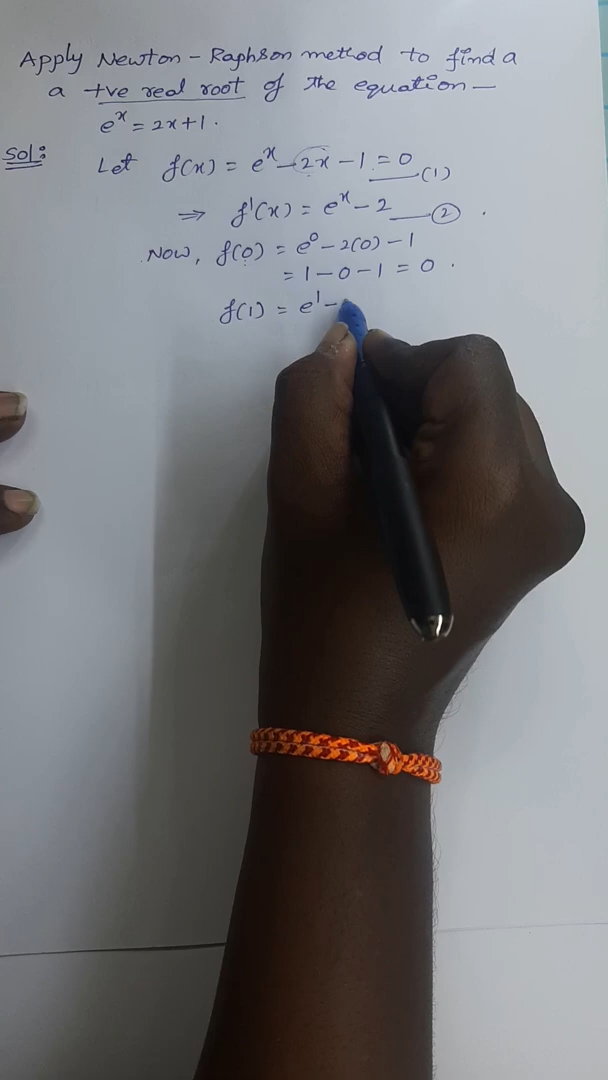 Apply Newton - Raphson method to find a
a +ve real root of the equation -
e^x = 2x+1.
Sol:
Let f(x) = e^x - 2x - 1 = 0 —(1)
⇒ f'(x) = e^x - 2 —②.
Now, f(0) = e^0 - 2(0) - 1
= 1 - 0 - 1 = 0.
f(1) = e^1 -